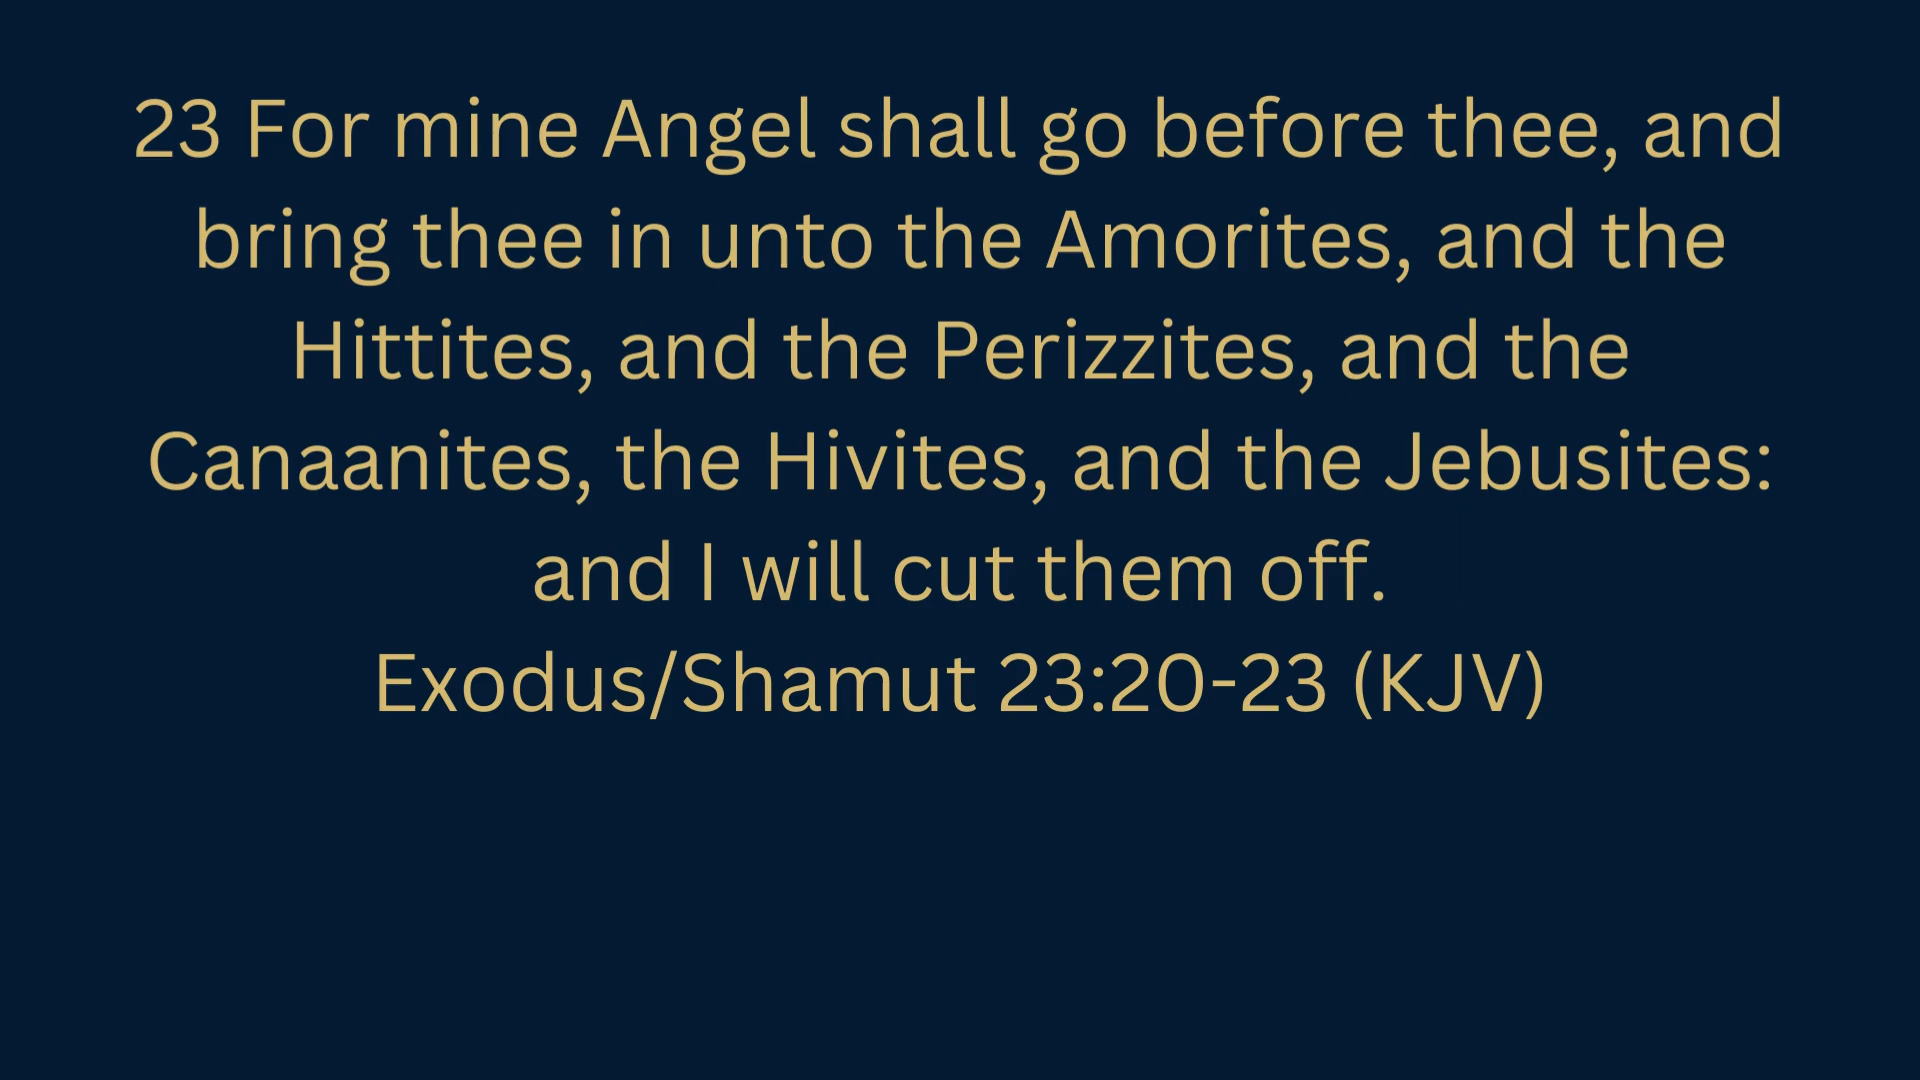 23 For mine Angel shall go before thee, and
bring thee in unto the Amorites, and the
Hittites, and the Perizzites, and the
Canaanites, the Hivites, and the Jebusites:
and I will cut them off.
Exodus/Shamut 23:20-23 (KJV)